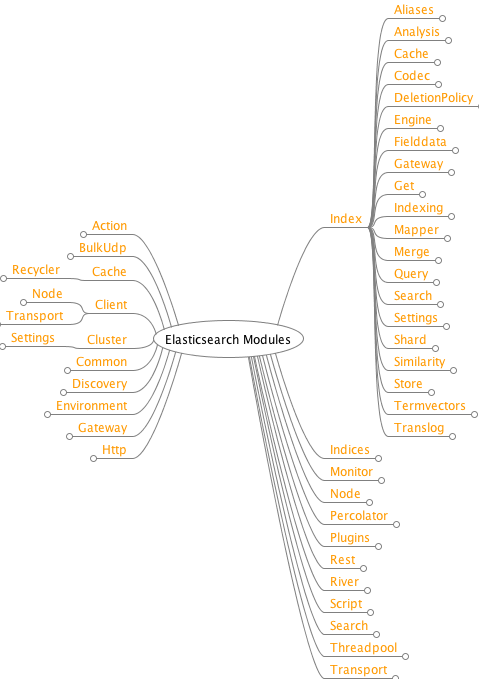 Elasticsearch Modules
Action
BulkUdp
Cache
Recycler
Client
Node
Transport
Cluster
Settings
Common
Discovery
Environment
Gateway
Http
Index
Aliases
Analysis
Cache
Codec
DeletionPolicy
Engine
Fielddata
Gateway
Get
Indexing
Mapper
Merge
Query
Search
Settings
Shard
Similarity
Store
Termvectors
Translog
Indices
Monitor
Node
Percolator
Plugins
Rest
River
Script
Search
Threadpool
Transport